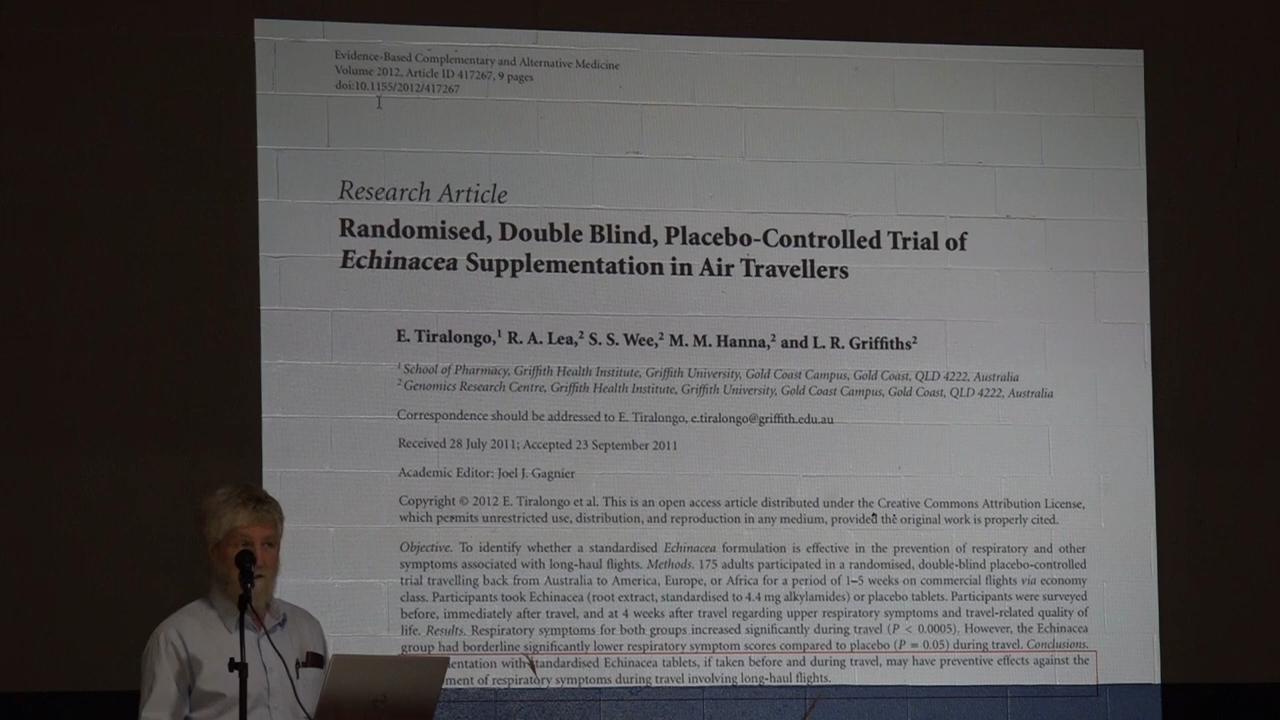 Evidence-Based Complementary and Alternative Medicine
Volume 2012, Article ID 417267, 9 pages
doi:10.1155/2012/417267
Research Article
Randomised, Double Blind, Placebo-Controlled Trial of
Echinacea Supplementation in Air Travellers
E. Tiralongo,1 R. A. Lea,2 S. S. Wee,2 M. M. Hanna,2 and L. R. Griffiths2
1 School of Pharmacy, Griffith Health Institute, Griffith University, Gold Coast Campus, Gold Coast, QLD 4222, Australia
2 Genomics Research Centre, Griffith Health Institute, Griffith University, Gold Coast Campus, Gold Coast, QLD 4222, Australia
Correspondence should be addressed to E. Tiralongo, e.tiralongo@griffith.edu.au
Received 28 July 2011; Accepted 23 September 2011
Academic Editor: Joel J. Gagnier
Copyright © 2012 E. Tiralongo et al. This is an open access article distributed under the Creative Commons Attribution License,
which permits unrestricted use, distribution, and reproduction in any medium, provided the original work is properly cited.
Objective. To identify whether a standardised Echinacea formulation is effective in the prevention of respiratory and other
symptoms associated with long-haul flights. Methods. 175 adults participated in a randomised, double-blind placebo-controlled
trial travelling back from Australia to America, Europe, or Africa for a period of 1–5 weeks on commercial flights via economy
class. Participants took Echinacea (root extract, standardised to 4.4 mg alkylamides) or placebo tablets. Participants were surveyed
before, immediately after travel, and at 4 weeks after travel regarding upper respiratory symptoms and travel-related quality of
life. Results. Respiratory symptoms for both groups increased significantly during travel (P < 0.0005). However, the Echinacea
group had borderline significantly lower respiratory symptom scores compared to placebo (P = 0.05) during travel. Conclusions.
entation with standardised Echinacea tablets, if taken before and during travel, may have preventive effects against the
ment of respiratory symptoms during travel involving long-haul flights.